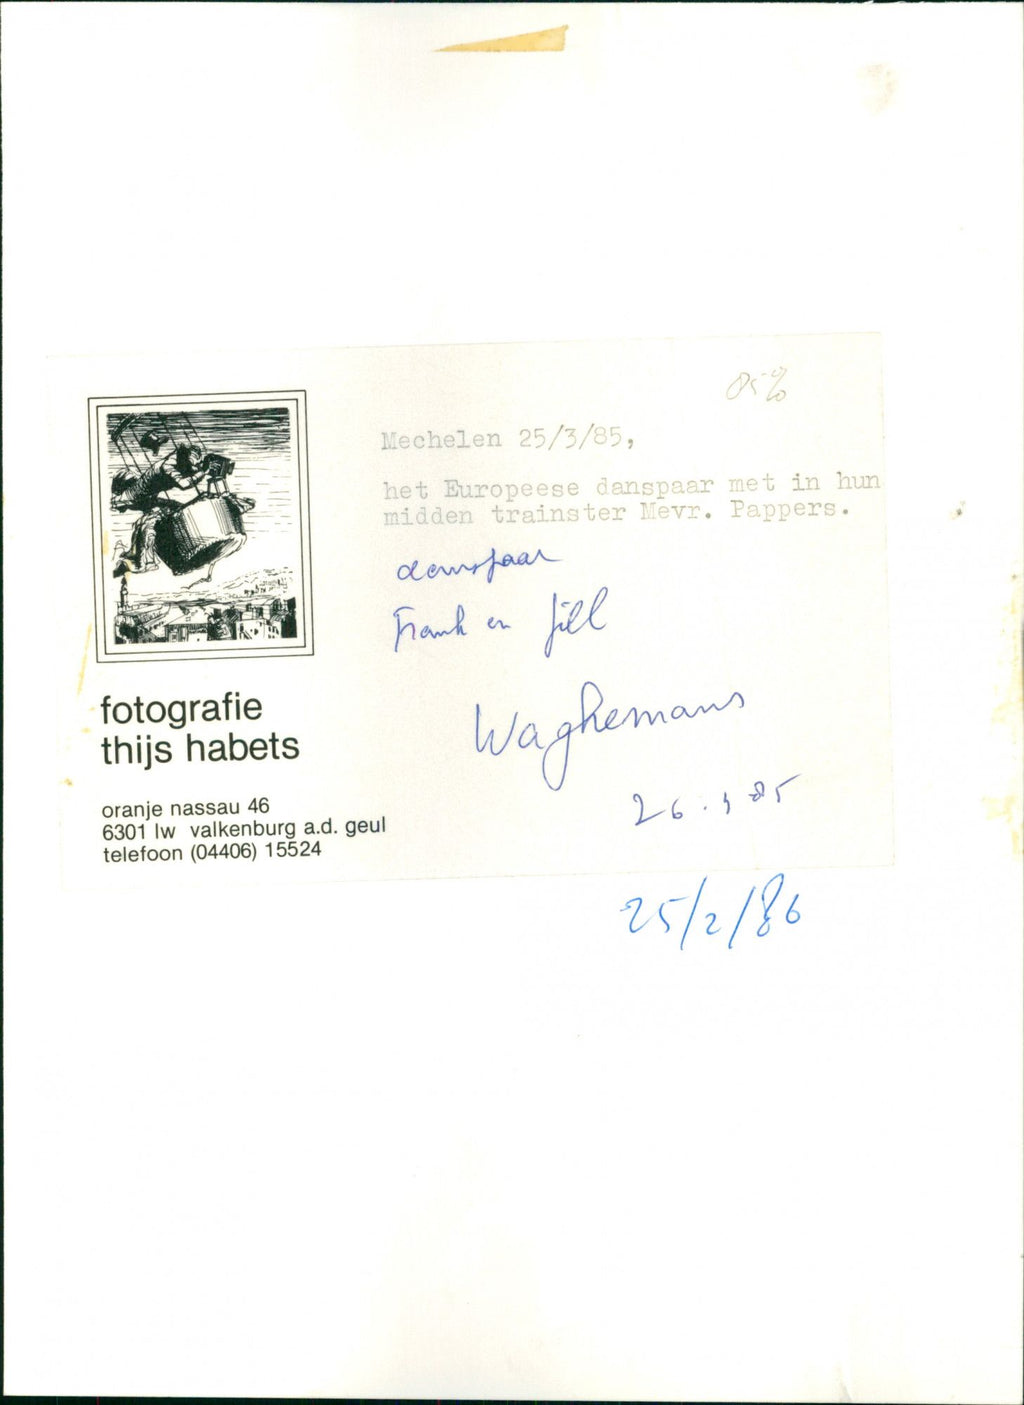 85%
Mechelen 25/3/85,
het Europeese danspaar met in hun
midden trainster Mevr. Pappers.
danspaar
Frank en Jill
Waghemans
26.3 85
fotografie
thijs habets
oranje nassau 46
6301 lw valkenburg a.d. geul
telefoon (04406) 15524
25/2/86